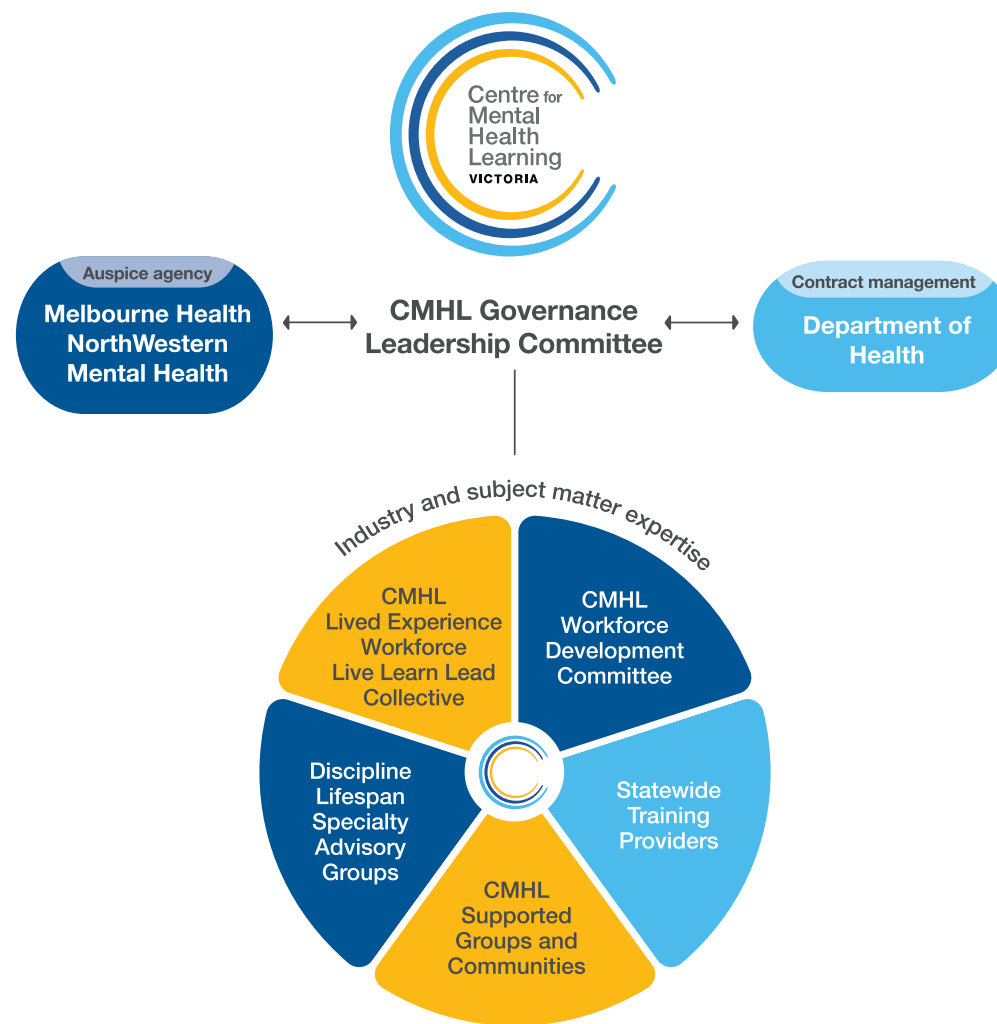 Centre for
Mental
Health
Learning
VICTORIA
Auspice agency
Melbourne Health
NorthWestern
Mental Health
CMHL Governance
Leadership Committee
Contract management
Department of
Health
Industry and subject matter expertise
CMHL
Lived Experience
Workforce
Live Learn Lead
Collective
CMHL
Workforce
Development
Committee
Discipline
Lifespan
Specialty
Advisory
Groups
Statewide
Training
Providers
CMHL
Supported
Groups and
Communities